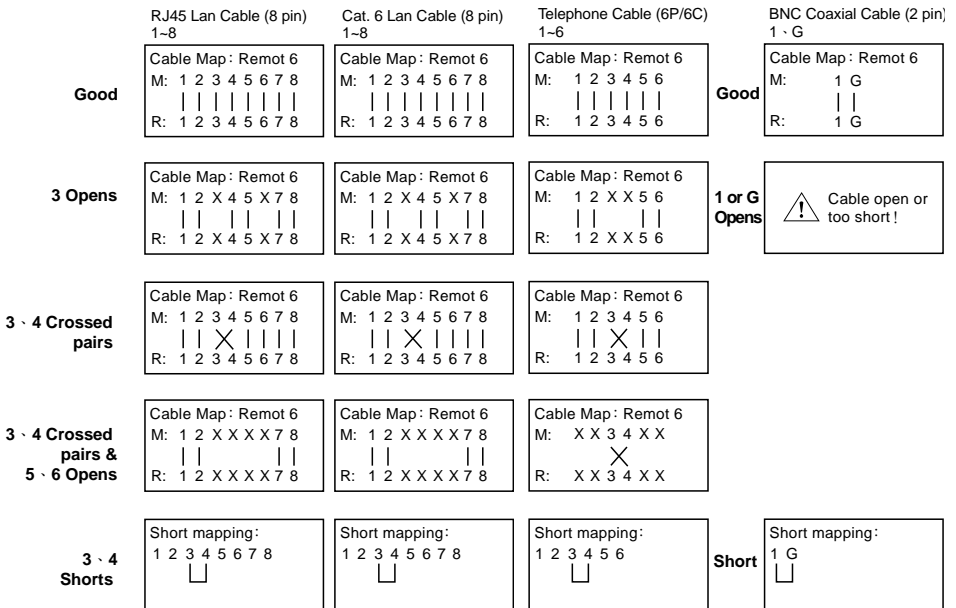 RJ45 Lan Cable (8 pin)
1~8
Cat. 6 Lan Cable (8 pin)
1~8
Telephone Cable (6P/6C)
1~6
BNC Coaxial Cable (2 pin)
1、G
Good
Cable Map：Remot 6
M: 1 2 3 4 5 6 7 8
R: 1 2 3 4 5 6 7 8
Cable Map：Remot 6
M: 1 2 3 4 5 6 7 8
R: 1 2 3 4 5 6 7 8
Cable Map：Remot 6
M: 1 2 3 4 5 6
R: 1 2 3 4 5 6
Good
Cable Map：Remot 6
M: 1 G
R: 1 G
3 Opens
Cable Map：Remot 6
M: 1 2 X 4 5 X 7 8
R: 1 2 X 4 5 X 7 8
Cable Map：Remot 6
M: 1 2 X 4 5 X 7 8
R: 1 2 X 4 5 X 7 8
Cable Map：Remot 6
M: 1 2 X X 5 6
R: 1 2 X X 5 6
1 or G
Opens
Cable open or
too short！
3、4 Crossed
pairs
Cable Map：Remot 6
M: 1 2 3 4 5 6 7 8
R: 1 2 3 4 5 6 7 8
Cable Map：Remot 6
M: 1 2 3 4 5 6 7 8
R: 1 2 3 4 5 6 7 8
Cable Map：Remot 6
M: 1 2 3 4 5 6
R: 1 2 3 4 5 6
3、4 Crossed
pairs &
5、6 Opens
Cable Map：Remot 6
M: 1 2 X X X X 7 8
R: 1 2 X X X X 7 8
Cable Map：Remot 6
M: 1 2 X X X X 7 8
R: 1 2 X X X X 7 8
Cable Map：Remot 6
M: X X 3 4 X X
R: X X 3 4 X X
3、4
Shorts
Short mapping：
1 2 3 4 5 6 7 8
Short mapping：
1 2 3 4 5 6 7 8
Short mapping：
1 2 3 4 5 6
Short
Short mapping：
1 G